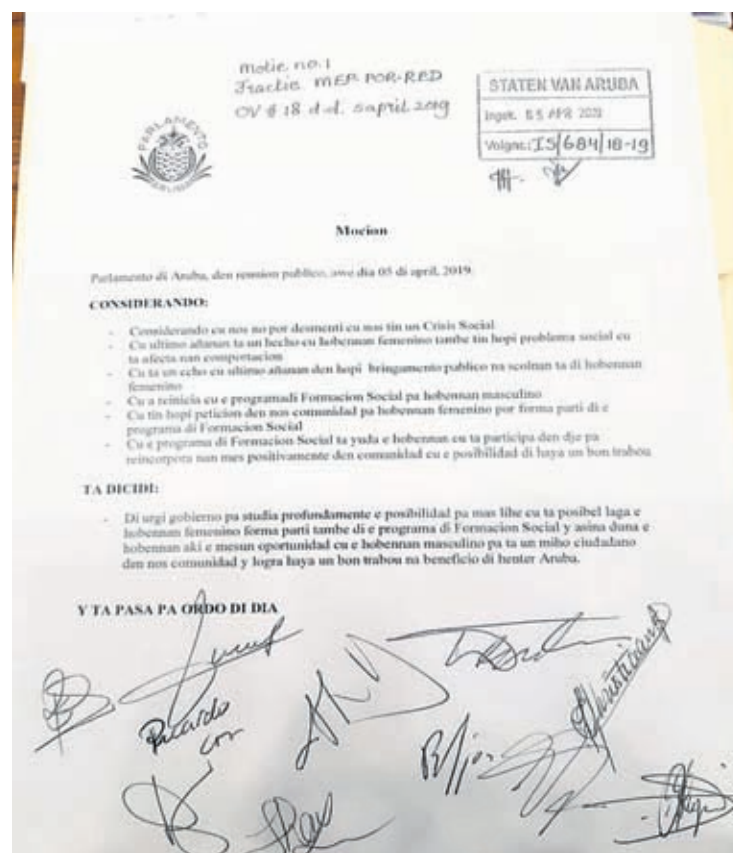 motie no.1
Fractie MEP-POR-RED
OV # 18 d.d. 5 april 2019
STATEN VAN ARUBA
Ingek. 05 APR 2019
Volgnr.: IS/684/18-19
PARLAMENTO
Mocion
Parlamento di Aruba, den reunion publico, awe dia 05 di april, 2019.
CONSIDERANDO:
- Considerando cu nos no por desmenti cu nos tin un Crisis Social
- Cu ultimo añanan ta un hecho cu hobennan femenino tambe tin hopi problema social cu
ta afecta nan comportacion
- Cu ta un echo cu ultimo añanan den hopi bringamento publico na scolnan ta di hobennan
femenino
- Cu a reinicia cu e programadi Formacion Social pa hobennan masculino
- Cu tin hopi peticion den nos comunidad pa hobennan femenino por forma parti di e
programa di Formacion Social
- Cu e programa di Formacion Social ta yuda e hobennan cu ta participa den dje pa
reincorpora nan mes positivamente den comunidad cu e posibilidad di haya un bon trabou
TA DICIDI:
- Di urgi gobierno pa studia profundamente e posibilidad pa mas lihe cu ta posibel laga e
hobennan femenino forma parti tambe di e programa di Formacion Social y asina duna e
hobennan aki e mesun oportunidad cu e hobennan masculino pa ta un miho ciudadano
den nos comunidad y logra haya un bon trabou na beneficio di henter Aruba.
Y TA PASA PA ORDO DI DIA
Ricardo